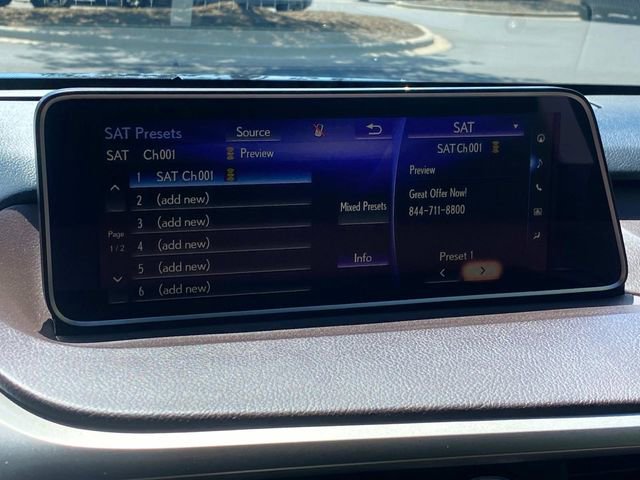 SAT Presets
Source
SAT Ch001 Preview
1 SAT Ch001
2 (add new)
3 (add new)
4 (add new)
5 (add new)
6 (add new)
Page
1/2
Mixed Presets
Info
SAT
SAT Ch001
Preview
Great Offer Now!
844-711-8800
Preset 1